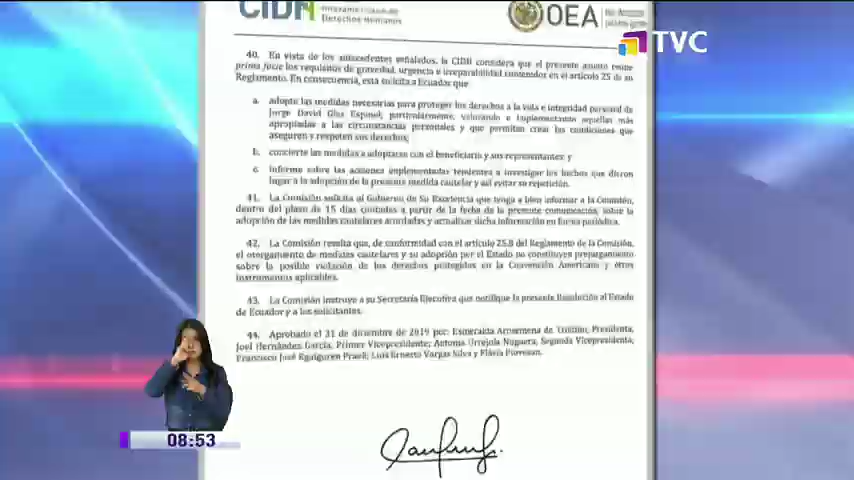 CIDH
Interamericana de
Derechos Humanos
OEA
TVC
40. En vista de los antecedentes señalados, la CIDH considera que el presente asunto reúne
prima facie los requisitos de gravedad, urgencia e irreparabilidad contenidos en el artículo 25 de su
Reglamento. En consecuencia, esta solicita a Ecuador que
a. adopte las medidas necesarias para proteger los derechos a la vida e integridad personal de
Jorge David Glas Espinel; particularmente, valorando e implementando aquellas más
apropiadas a las circunstancias personales y que permitan crear las condiciones que
aseguren y respeten sus derechos;
b. concierte las medidas a adoptarse con el beneficiario y sus representantes; y
c. informe sobre las acciones implementadas tendentes a investigar los hechos que dieron
lugar a la adopción de la presente medida cautelar y así evitar su repetición.
41. La Comisión solicita al Gobierno de Su Excelencia que tenga a bien informar a la Comisión,
dentro del plazo de 15 días contados a partir de la fecha de la presente comunicación, sobre la
adopción de las medidas cautelares acordadas y actualizar dicha información en forma periódica.
42. La Comisión resalta que, de conformidad con el artículo 25.8 del Reglamento de la Comisión,
el otorgamiento de medidas cautelares y su adopción por el Estado no constituyen prejuzgamiento
sobre la posible violación de los derechos protegidos en la Convención Americana y otros
instrumentos aplicables.
43. La Comisión instruye a su Secretaría Ejecutiva que notifique la presente Resolución al Estado
de Ecuador y a los solicitantes.
44. Aprobado el 31 de diciembre de 2019 por: Esmeralda Arosemena de Troitiño, Presidenta,
Joel Hernández García, Primer Vicepresidente; Antonia Urrejola Noguera, Segunda Vicepresidenta;
Francisco José Eguiguren Praeli; Luis Ernesto Vargas Silva y Flávia Piovesan.
08:53